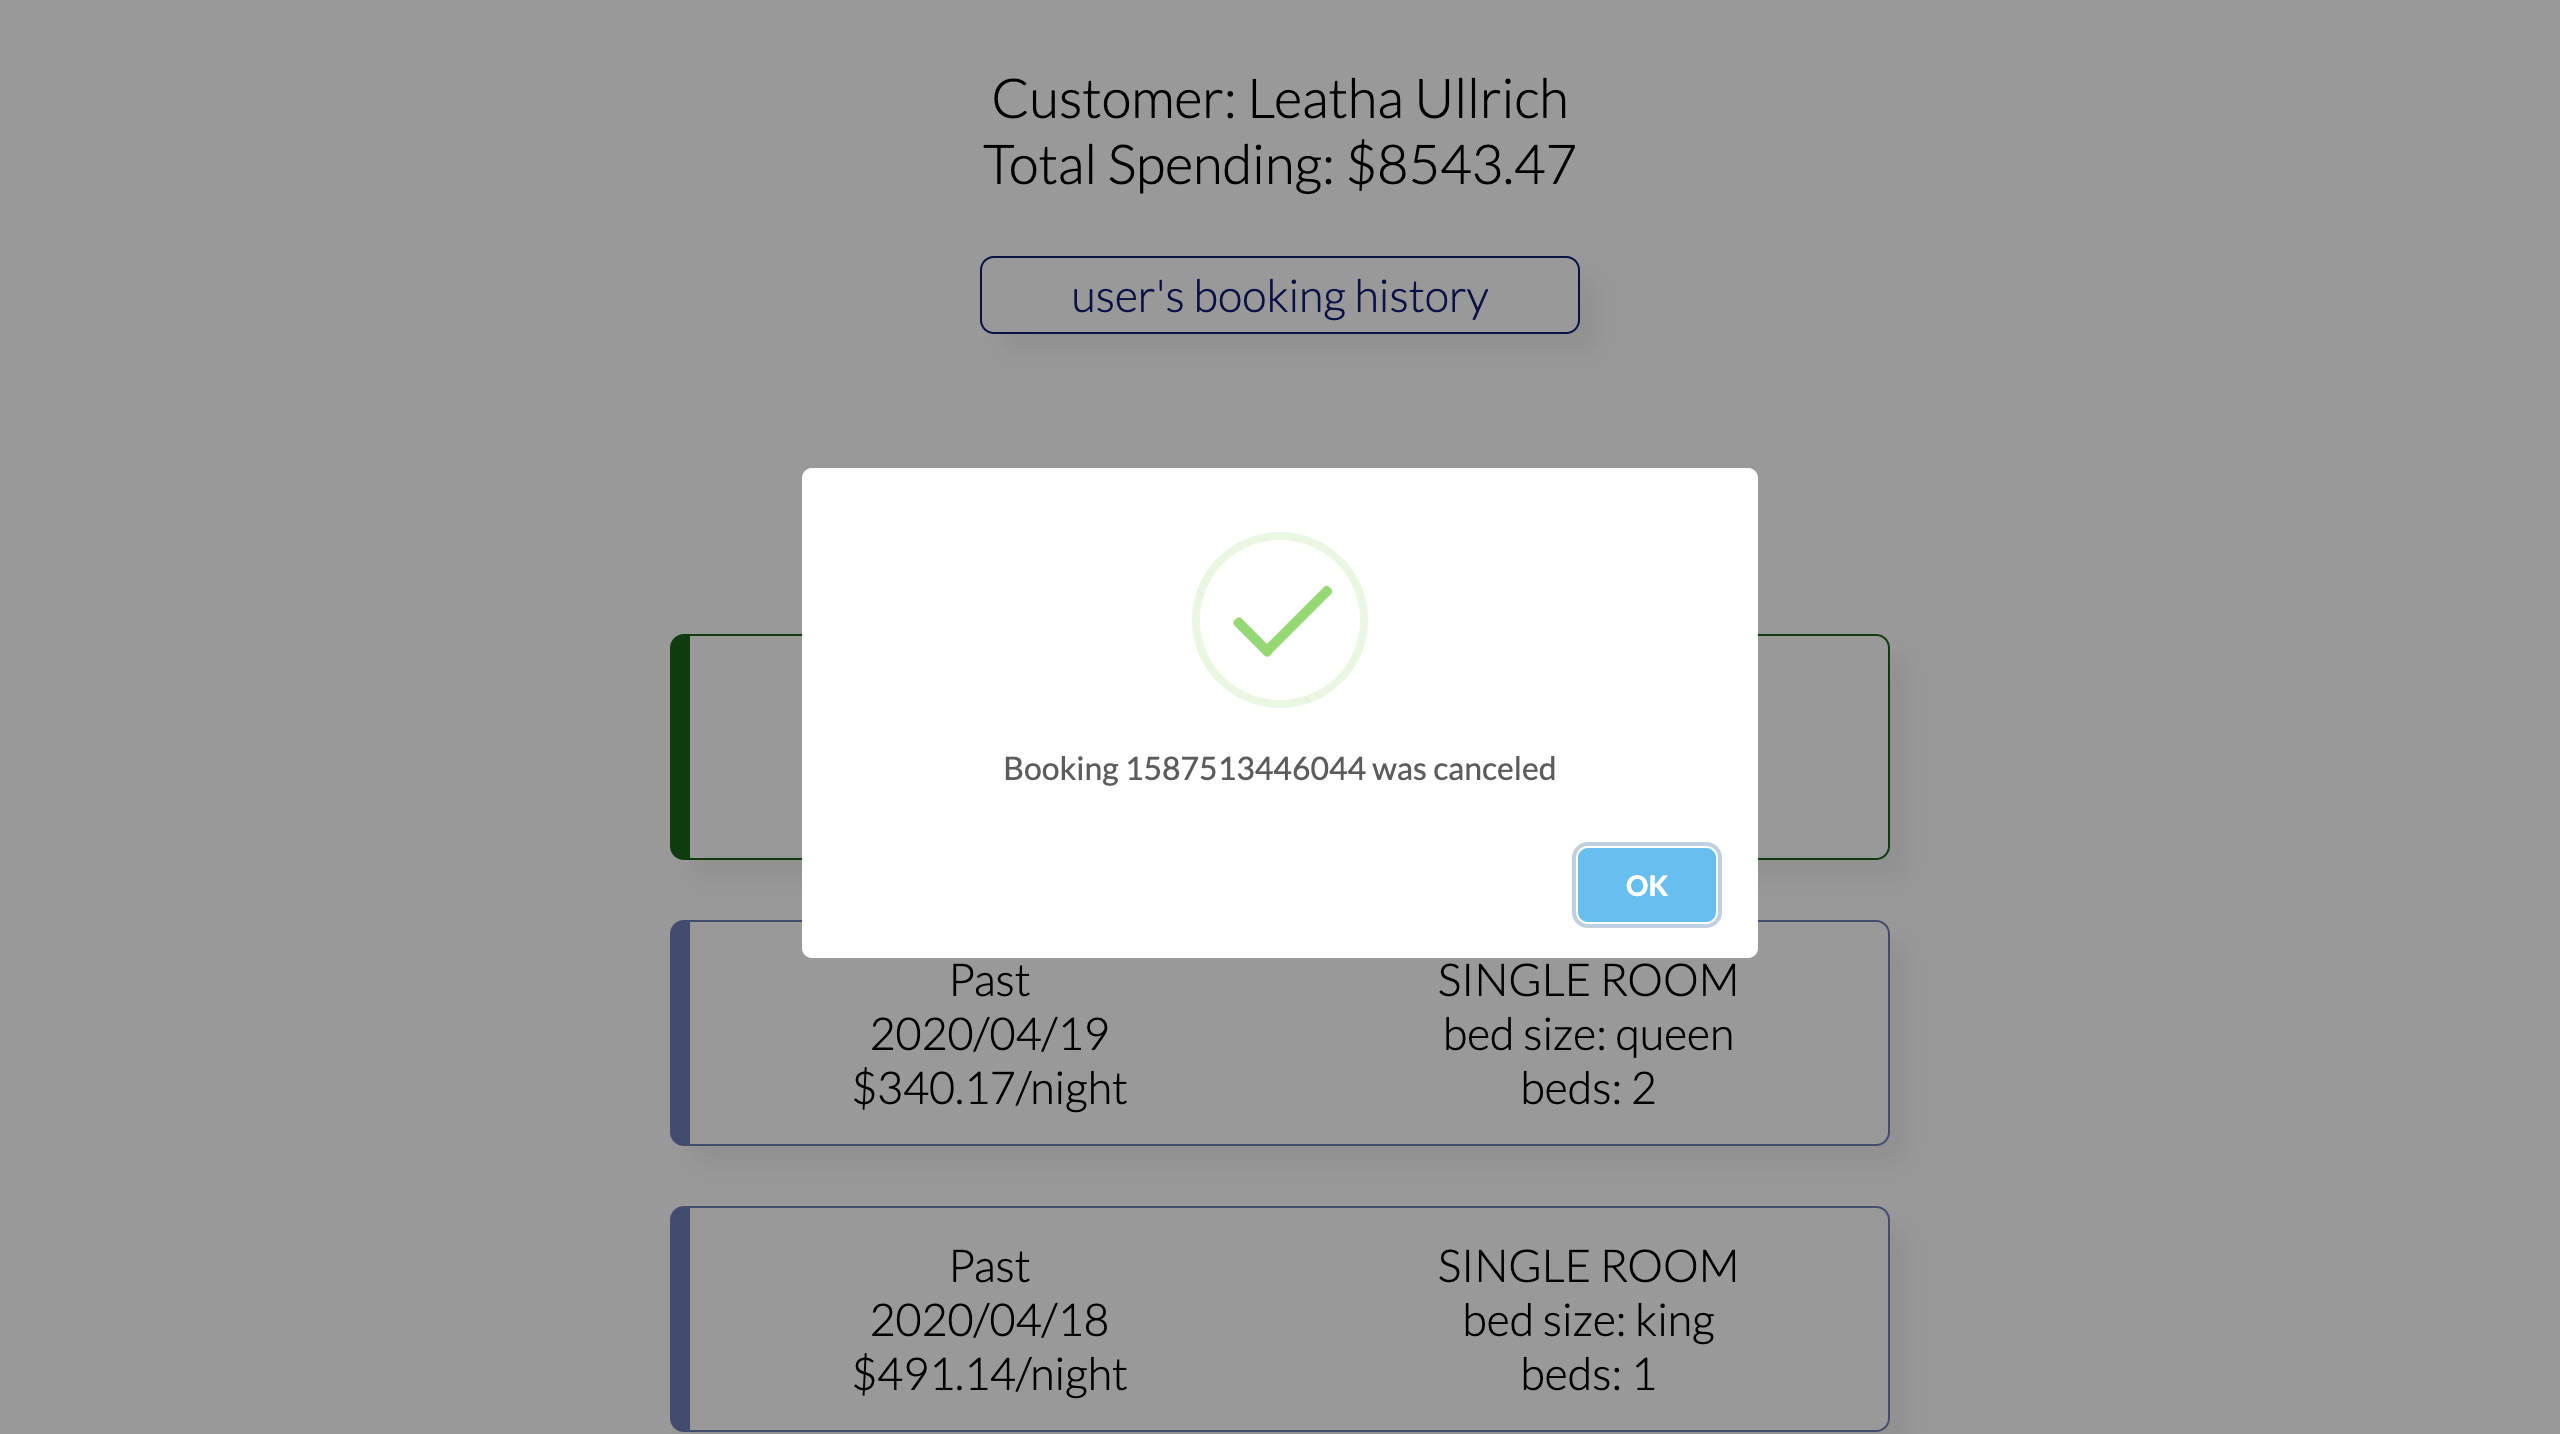 Customer: Leatha Ullrich
Total Spending: $8543.47
user's booking history
Booking 1587513446044 was canceled
OK
Past
2020/04/19
$340.17/night
SINGLE ROOM
bed size: queen
beds: 2
Past
2020/04/18
$491.14/night
SINGLE ROOM
bed size: king
beds: 1